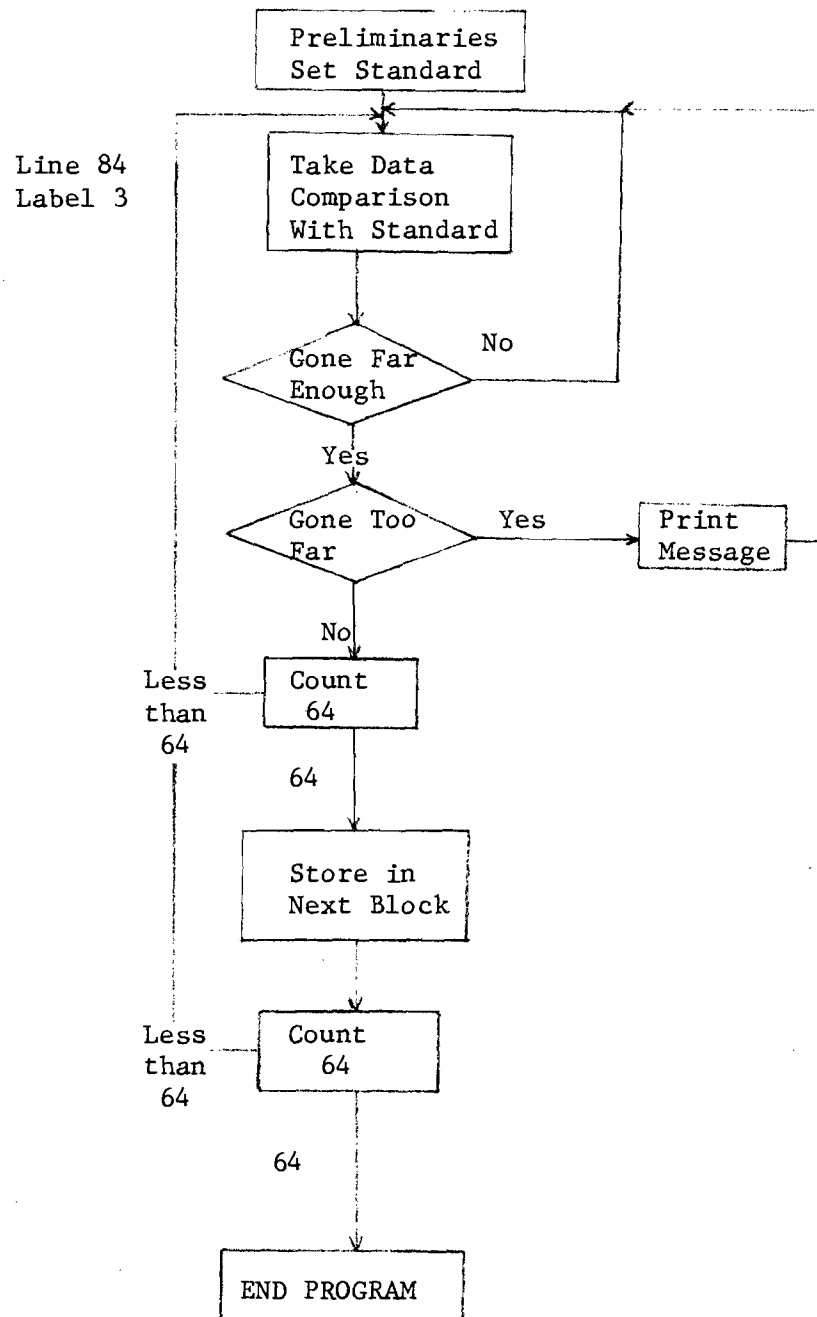 Preliminaries
Set Standard
Line 84
Label 3
Take Data
Comparison
With Standard
Gone Far
Enough
No
Yes
Gone Too
Far
Yes
Print
Message
No
Less
than
64
Count
64
64
Store in
Next Block
Less
than
64
Count
64
64
END PROGRAM